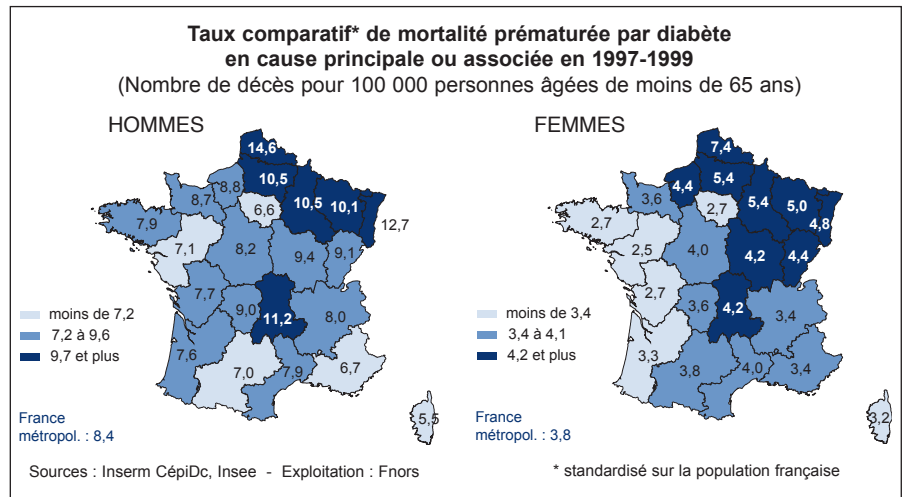 Taux comparatif* de mortalité prématurée par diabète
en cause principale ou associée en 1997-1999
(Nombre de décès pour 100 000 personnes âgées de moins de 65 ans)
HOMMES
14,6
8,8
10,5
8,7
6,6
10,5
10,1
12,7
7,9
7,1
8,2
9,4
9,1
7,7
9,0
11,2
8,0
7,6
7,0
7,9
6,7
5,5
moins de 7,2
7,2 à 9,6
9,7 et plus
France
métropol. : 8,4
FEMMES
7,4
4,4
5,4
3,6
2,7
5,4
5,0
4,8
2,7
2,5
4,0
4,2
4,4
2,7
3,6
4,2
3,4
3,3
3,8
4,0
3,4
3,2
moins de 3,4
3,4 à 4,1
4,2 et plus
France
métropol. : 3,8
Sources : Inserm CépiDc, Insee - Exploitation : Fnors
* standardisé sur la population française